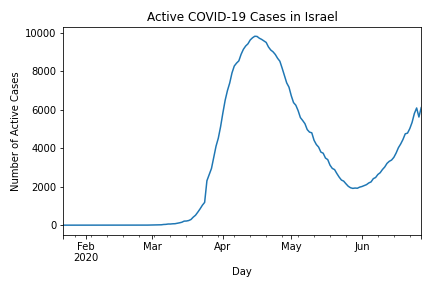 Active COVID-19 Cases in Israel
10000
8000
6000
4000
2000
0
Number of Active Cases
Feb
2020
Mar
Apr
May
Jun
Day